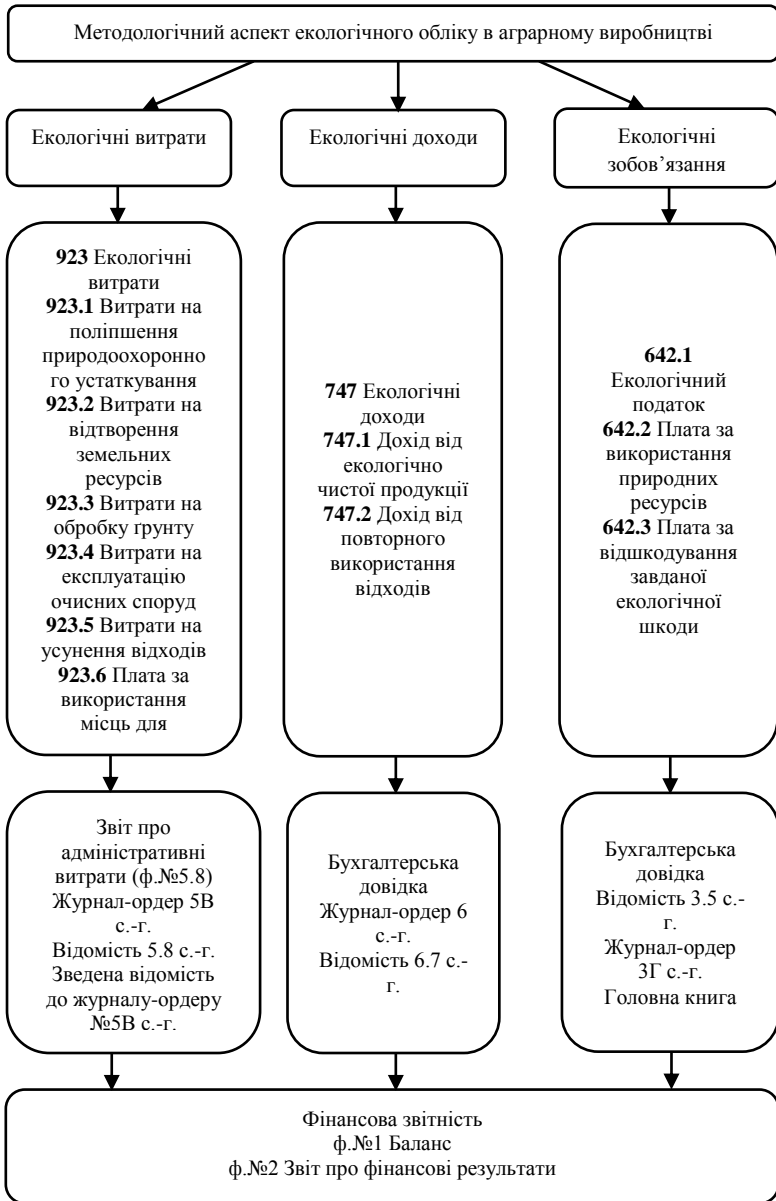 Методологічний аспект екологічного обліку в аграрному виробництві
Екологічні витрати
Екологічні доходи
Екологічні
зобов’язання
923 Екологічні
витрати
923.1 Витрати на
поліпшення
природоохоронно
го устаткування
923.2 Витрати на
відтворення
земельних
ресурсів
923.3 Витрати на
обробку ґрунту
923.4 Витрати на
експлуатацію
очисних споруд
923.5 Витрати на
усунення відходів
923.6 Плата за
використання
місць для
747 Екологічні
доходи
747.1 Дохід від
екологічно
чистої продукції
747.2 Дохід від
повторного
використання
відходів
642.1
Екологічний
податок
642.2 Плата за
використання
природних
ресурсів
642.3 Плата за
відшкодування
завданої
екологічної
шкоди
Звіт про
адміністративні
витрати (ф.№5.8)
Журнал-ордер 5В
с.-г.
Відомість 5.8 с.-г.
Зведена відомість
до журналу-ордеру
№5В с.-г.
Бухгалтерська
довідка
Журнал-ордер 6
с.-г.
Відомість 6.7 с.-
г.
Бухгалтерська
довідка
Відомість 3.5 с.-
г.
Журнал-ордер
3Г с.-г.
Головна книга
Фінансова звітність
ф.№1 Баланс
ф.№2 Звіт про фінансові результати